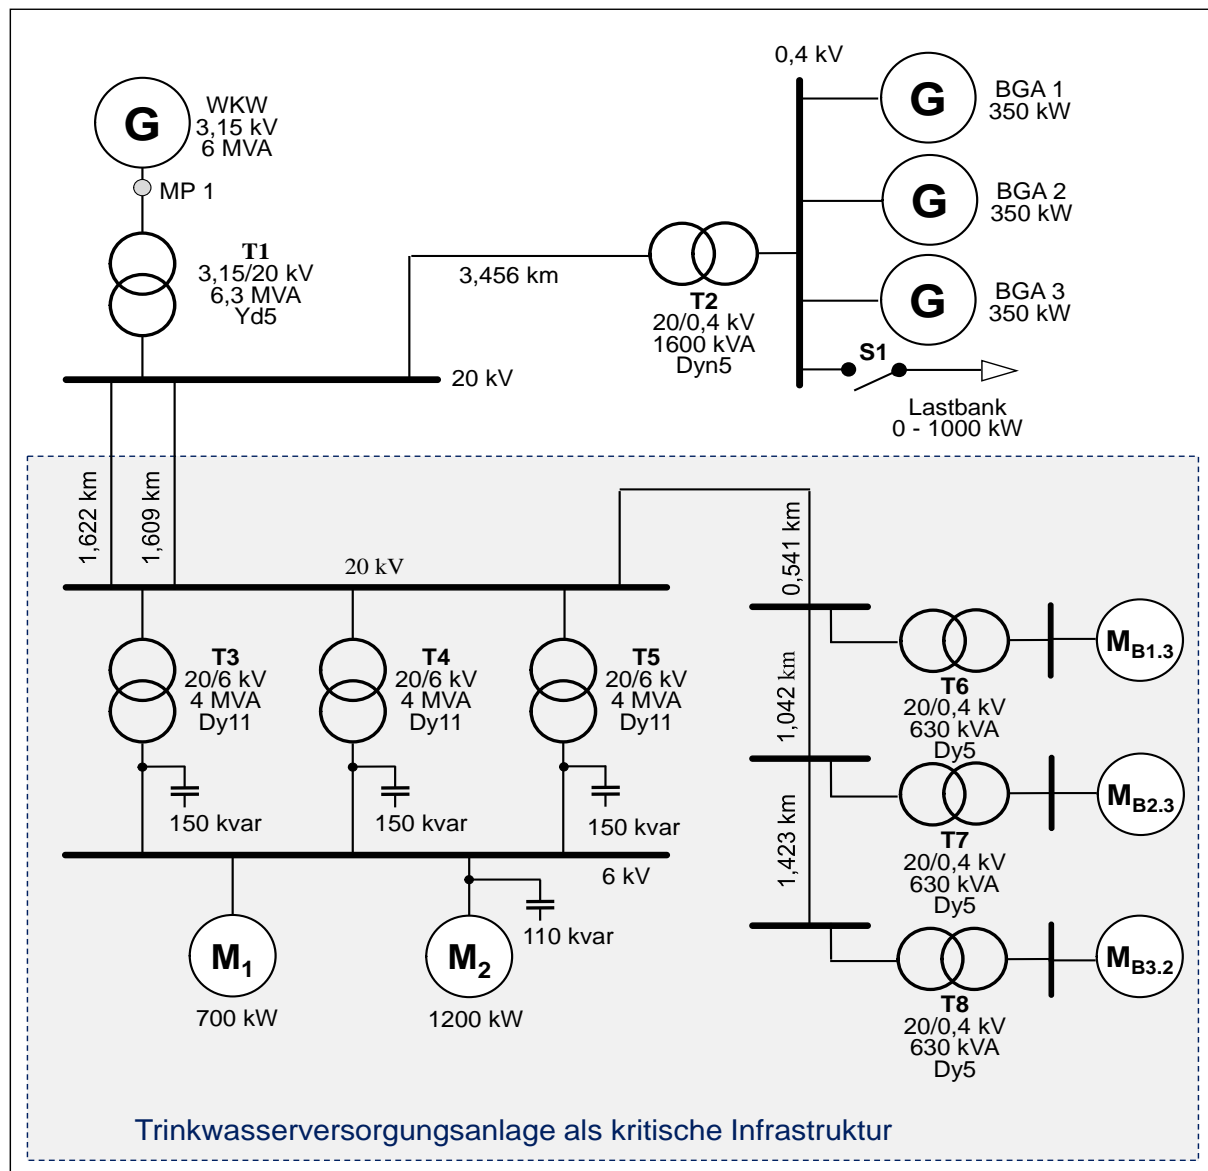 0,4 kV
G
WKW
3,15 kV
6 MVA
MP 1
T1
3,15/20 kV
6,3 MVA
Yd5
20 kV
3,456 km
T2
20/0,4 kV
1600 kVA
Dyn5
G
BGA 1
350 kW
G
BGA 2
350 kW
G
BGA 3
350 kW
S1
Lastbank
0 - 1000 kW
1,622 km
1,609 km
20 kV
T3
20/6 kV
4 MVA
Dy11
T4
20/6 kV
4 MVA
Dy11
T5
20/6 kV
4 MVA
Dy11
150 kvar
150 kvar
150 kvar
6 kV
M1
700 kW
M2
1200 kW
110 kvar
0,541 km
1,042 km
1,423 km
T6
20/0,4 kV
630 kVA
Dy5
MB1.3
T7
20/0,4 kV
630 kVA
Dy5
MB2.3
T8
20/0,4 kV
630 kVA
Dy5
MB3.2
Trinkwasserversorgungsanlage als kritische Infrastruktur